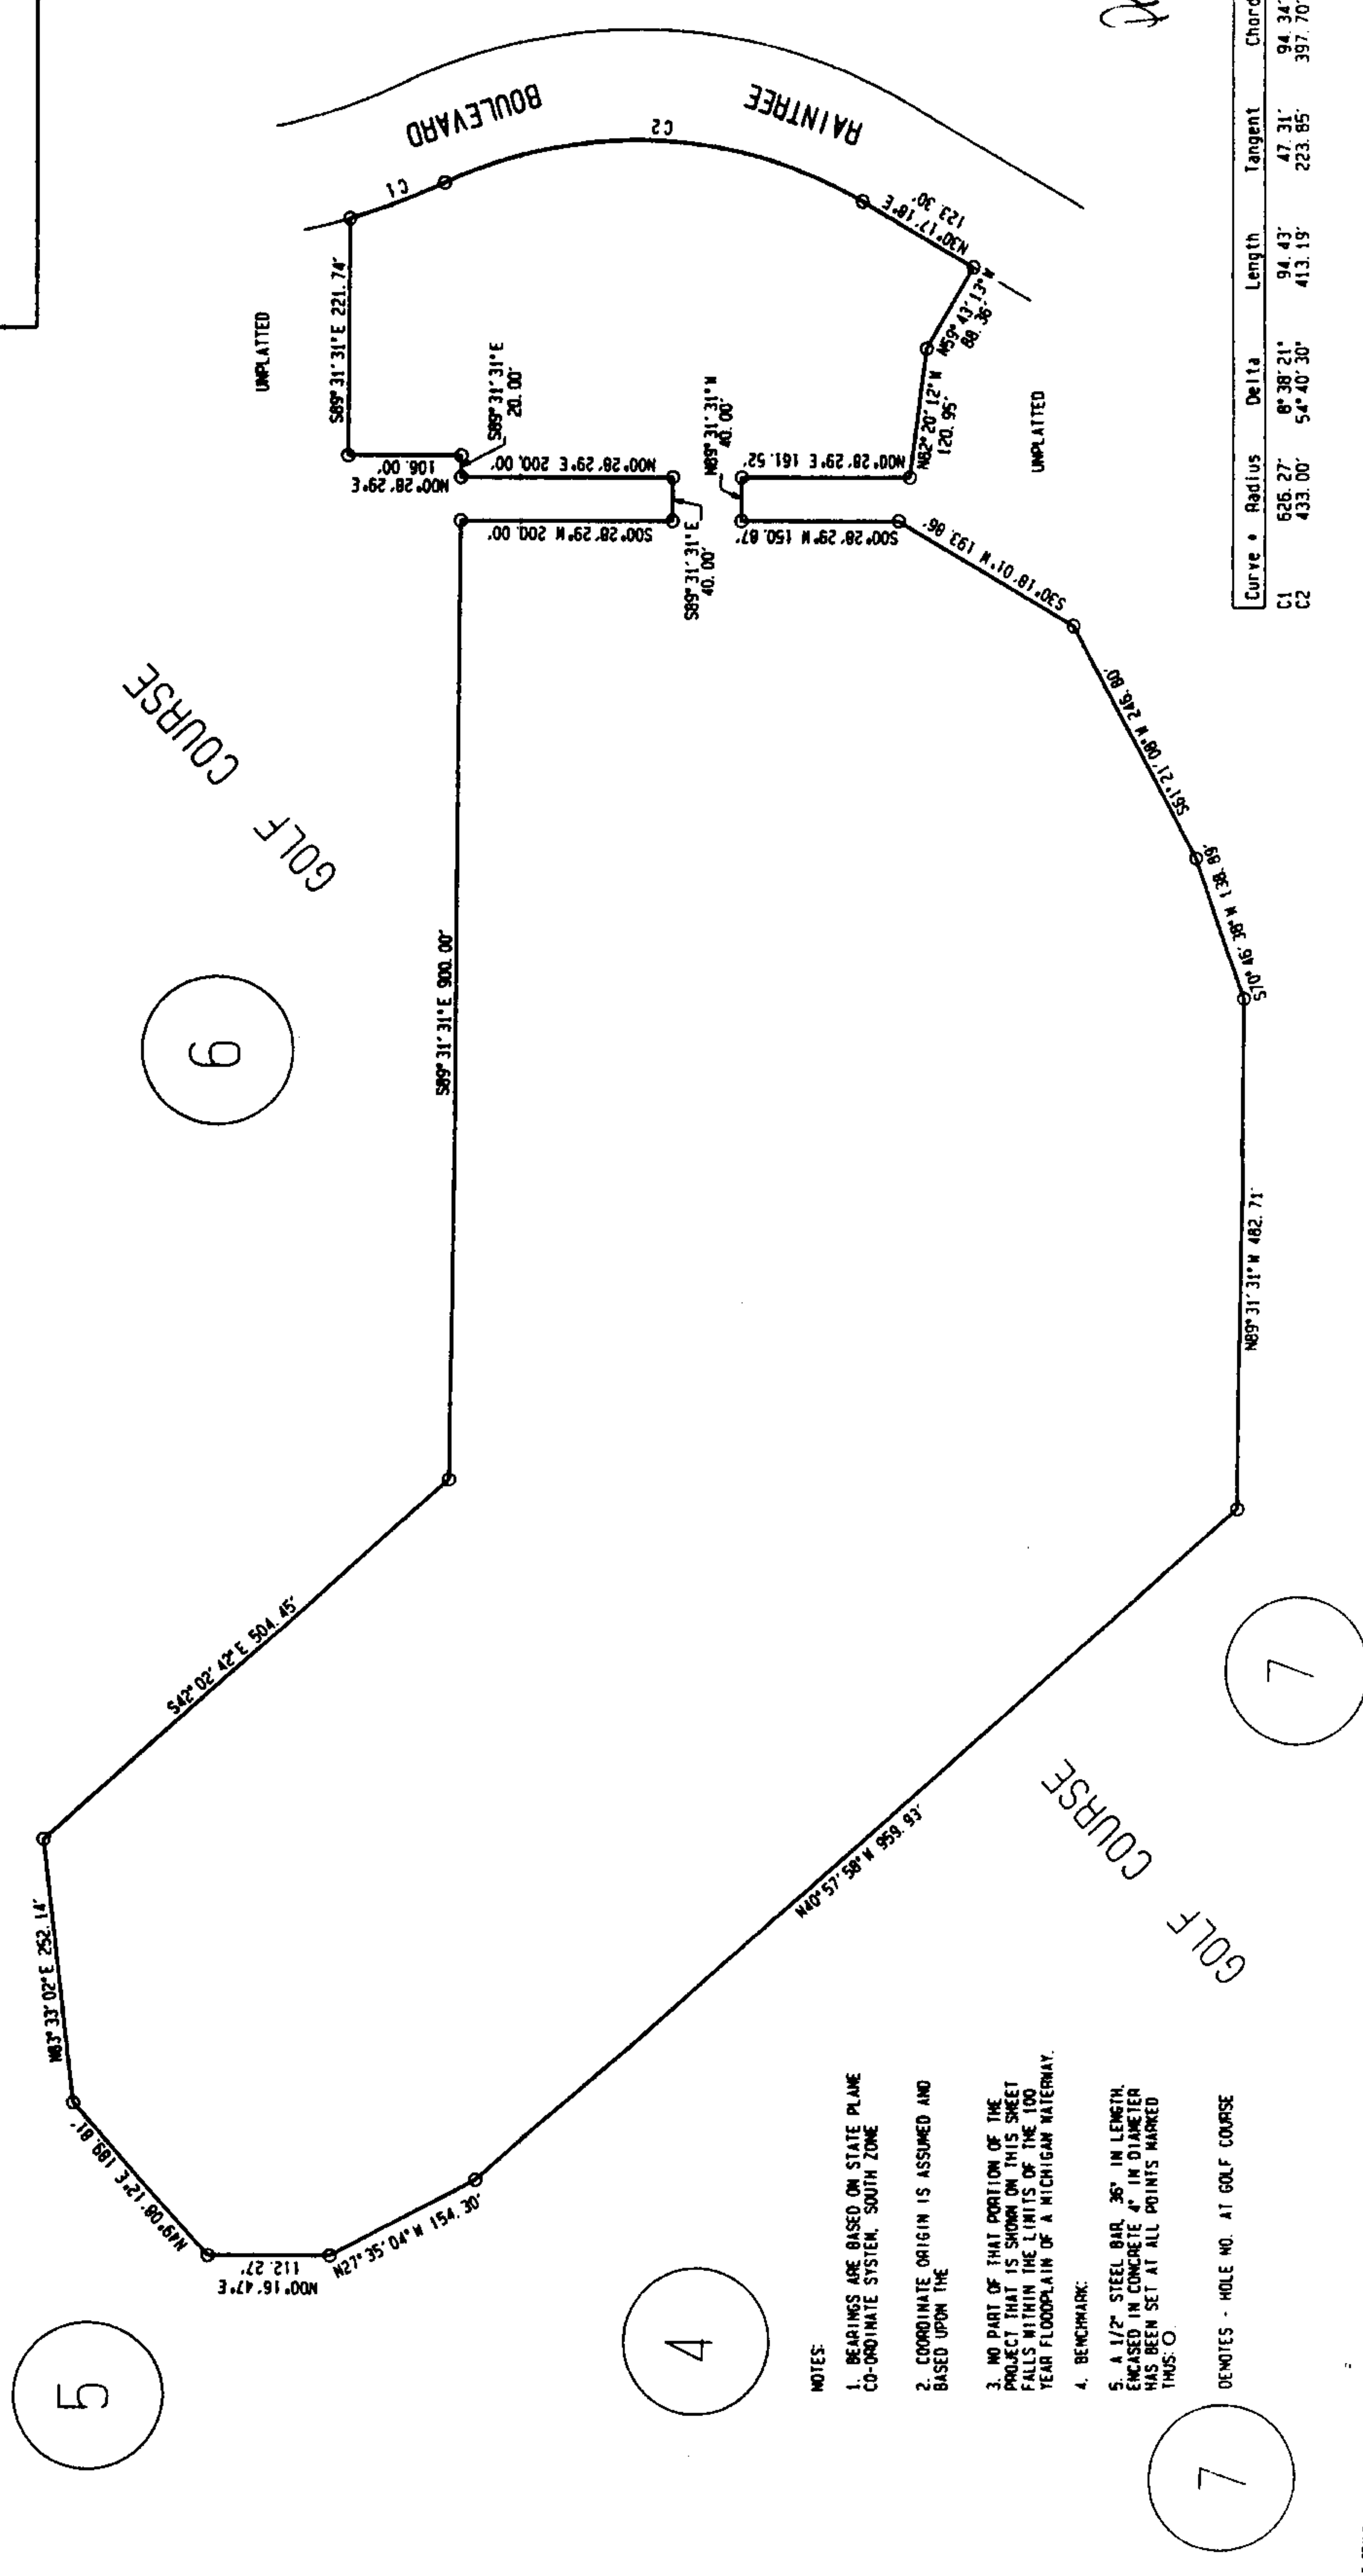 5
6
4
7
7
GOLF COURSE
GOLF COURSE
UNPLATTED
UNPLATTED
RAINTREE
BOULEVARD
C1
C2
N00°16'47"E
112.27'
N49°08'12"E 189.81'
N83°33'02"E 252.14'
S42°02'42"E 504.45'
S89°31'31"E 900.00'
S00°28'29"W 200.00'
S89°31'31"E
40.00'
N00°28'29"E 200.00'
S89°31'31"E
20.00'
N00°28'29"E
106.00'
S89°31'31"E 221.74'
N30°17'18"E
123.30'
N59°43'13"W
88.36'
N82°20'12"W
120.95'
N00°28'29"E 161.52'
N89°31'31"W
40.00'
S00°28'29"W 150.87'
S30°18'01"W 193.86'
S61°21'08"W 246.80'
S70°46'38"W 138.89'
N89°31'31"W 482.71'
N40°57'58"W 959.93'
N27°35'04"W 154.30'
NOTES:
1. BEARINGS ARE BASED ON STATE PLANE
CO-ORDINATE SYSTEM, SOUTH ZONE
2. COORDINATE ORIGIN IS ASSUMED AND
BASED UPON THE
3. NO PART OF THAT PORTION OF THE
PROJECT THAT IS SHOWN ON THIS SHEET
FALLS WITHIN THE LIMITS OF THE 100
YEAR FLOODPLAIN OF A MICHIGAN WATERWAY.
4. BENCHMARK:
5. A 1/2" STEEL BAR, 36" IN LENGTH,
ENCASED IN CONCRETE 4" IN DIAMETER
HAS BEEN SET AT ALL POINTS MARKED
THUS: O
DENOTES - HOLE NO. AT GOLF COURSE
Curve # Radius Delta Length Tangent Chord
C1 626.27' 8°38'21" 94.43' 47.31' 94.34'
C2 433.00' 54°40'30" 413.19' 223.85' 397.70'